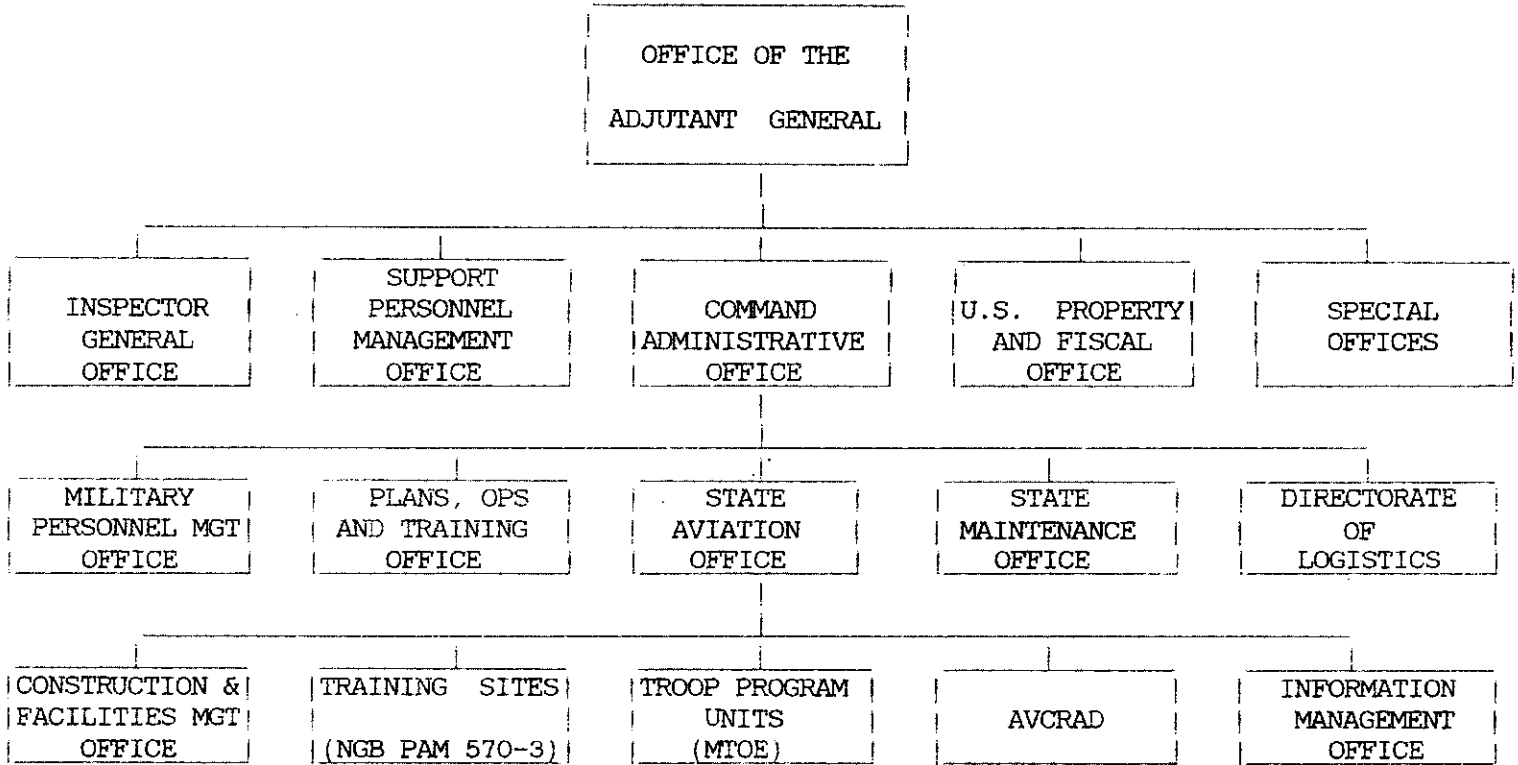 OFFICE OF THE
ADJUTANT GENERAL
INSPECTOR
GENERAL
OFFICE
SUPPORT
PERSONNEL
MANAGEMENT
OFFICE
COMMAND
ADMINISTRATIVE
OFFICE
U.S. PROPERTY
AND FISCAL
OFFICE
SPECIAL
OFFICES
MILITARY
PERSONNEL MGT
OFFICE
PLANS, OPS
AND TRAINING
OFFICE
STATE
AVIATION
OFFICE
STATE
MAINTENANCE
OFFICE
DIRECTORATE
OF
LOGISTICS
CONSTRUCTION &
FACILITIES MGT
OFFICE
TRAINING SITES
(NGB PAM 570-3)
TROOP PROGRAM
UNITS
(MTOE)
AVCRAD
INFORMATION
MANAGEMENT
OFFICE